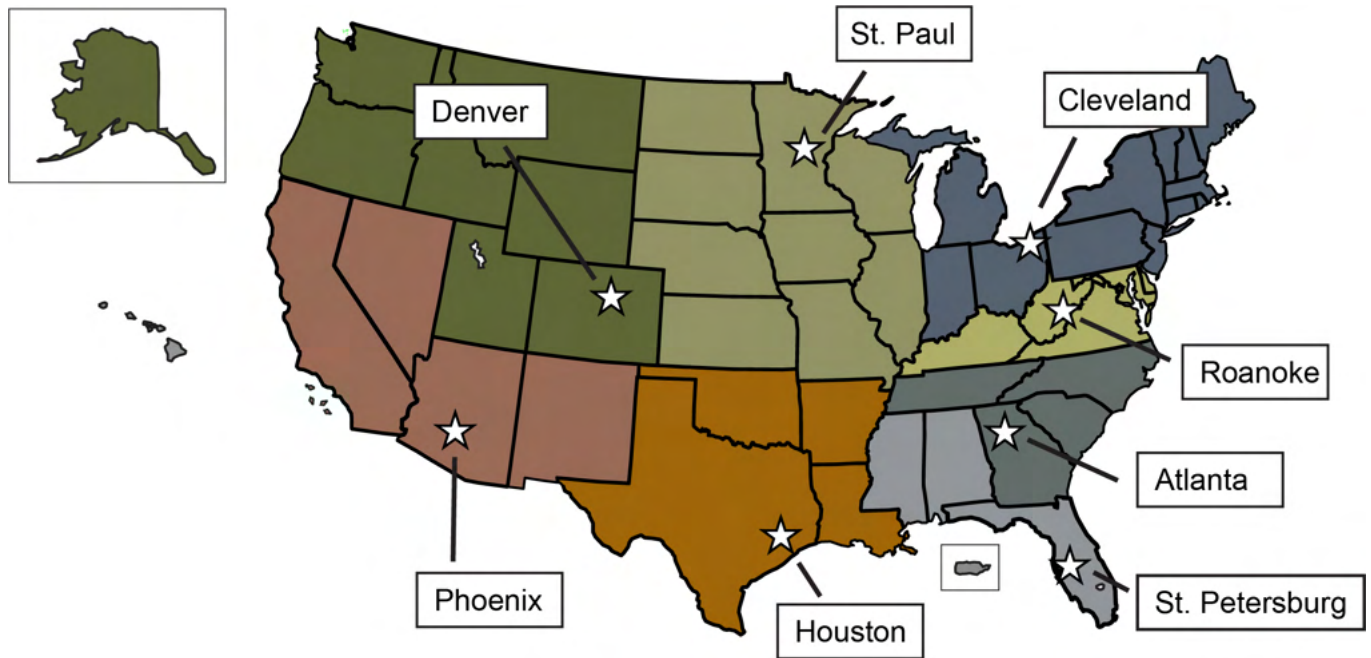 St. Paul
Cleveland
Denver
Roanoke
Atlanta
Phoenix
Houston
St. Petersburg